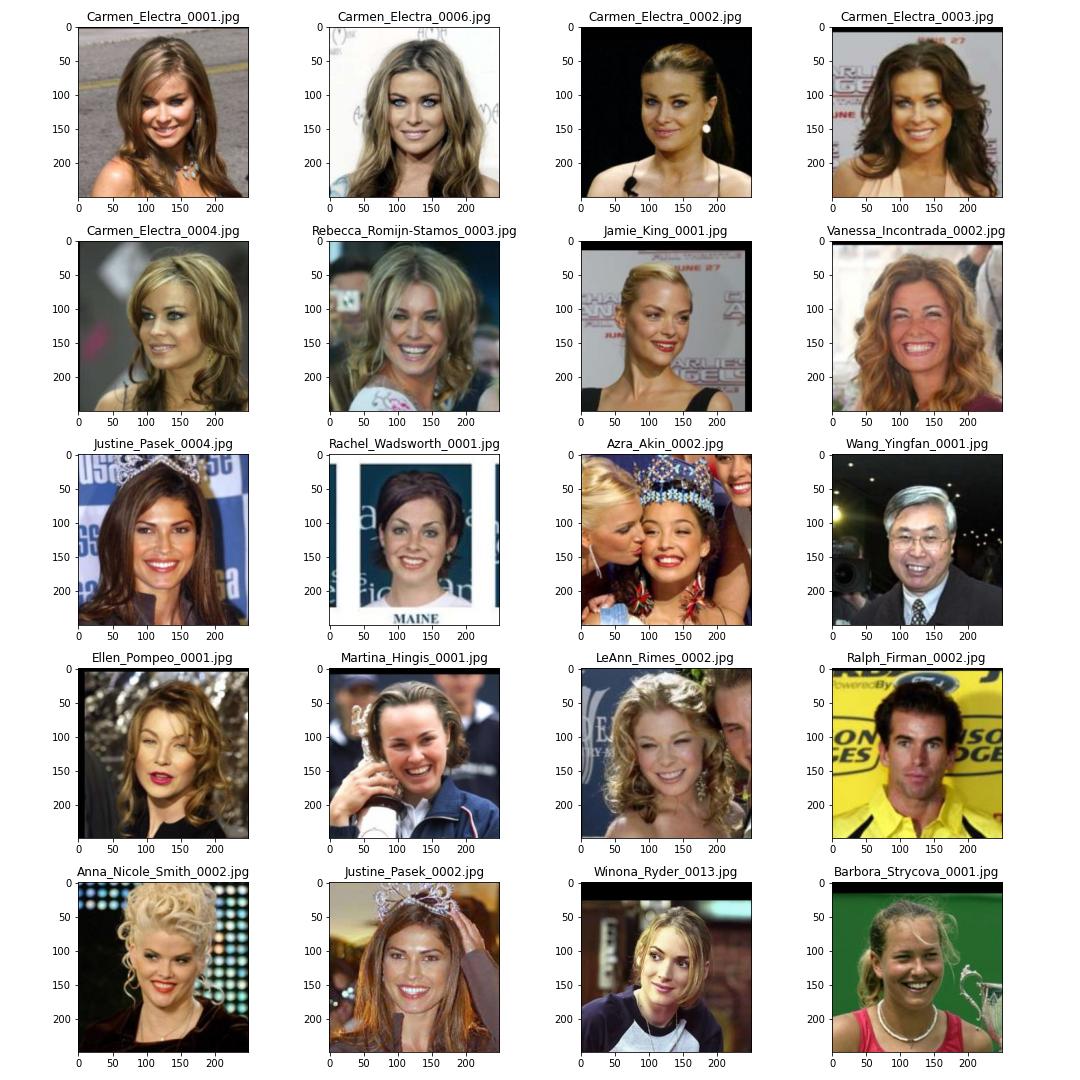 Carmen_Electra_0001.jpg
Carmen_Electra_0006.jpg
Carmen_Electra_0002.jpg
Carmen_Electra_0003.jpg
0
50
100
150
200
0 50 100 150 200
0
50
100
150
200
0 50 100 150 200
0
50
100
150
200
0 50 100 150 200
0
50
100
150
200
JUNE 27
0 50 100 150 200
Carmen_Electra_0004.jpg
Rebecca_Romijn-Stamos_0003.jpg
Jamie_King_0001.jpg
Vanessa_Incontrada_0002.jpg
0
50
100
150
200
0 50 100 150 200
0
50
100
150
200
0 50 100 150 200
0
50
100
150
200
JUNE 27
ARLIE'S
ANGELS
0 50 100 150 200
0
50
100
150
200
0 50 100 150 200
Justine_Pasek_0004.jpg
Rachel_Wadsworth_0001.jpg
Azra_Akin_0002.jpg
Wang_Yingfan_0001.jpg
0
50
100
150
200
0 50 100 150 200
0
50
100
150
200
MAINE
0 50 100 150 200
0
50
100
150
200
0 50 100 150 200
0
50
100
150
200
0 50 100 150 200
Ellen_Pompeo_0001.jpg
Martina_Hingis_0001.jpg
LeAnn_Rimes_0002.jpg
Ralph_Firman_0002.jpg
0
50
100
150
200
0 50 100 150 200
0
50
100
150
200
0 50 100 150 200
0
50
100
150
200
0 50 100 150 200
0
50
100
150
200
PoweredBy
0 50 100 150 200
Anna_Nicole_Smith_0002.jpg
Justine_Pasek_0002.jpg
Winona_Ryder_0013.jpg
Barbora_Strycova_0001.jpg
0
50
100
150
200
0 50 100 150 200
0
50
100
150
200
0 50 100 150 200
0
50
100
150
200
0 50 100 150 200
0
50
100
150
200
0 50 100 150 200